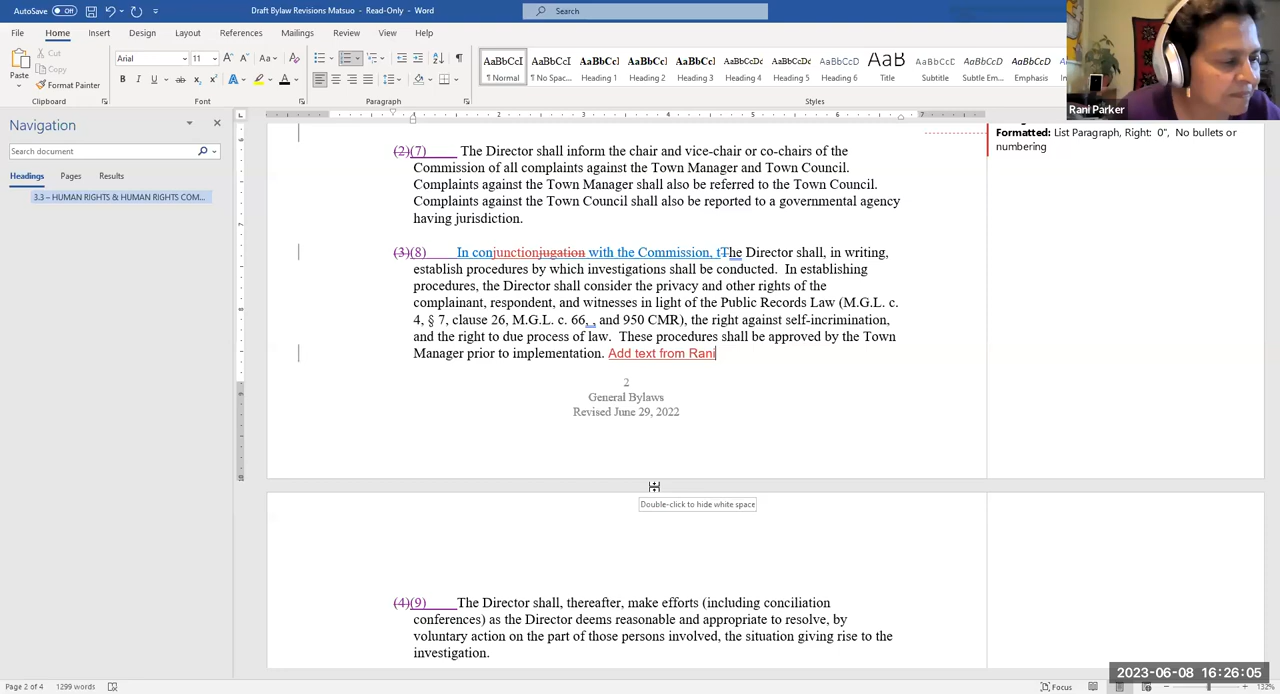 AutoSave Off Draft Bylaw Revisions Matsuo - Read-Only - Word Search
File Home Insert Design Layout References Mailings Review View Help
Paste Cut Copy Format Painter Clipboard
Arial 11 Font
Paragraph
AaBbCcI AaBbCcI AaBbCc] AaBbCc] AaBbCc] AaBbCcDc AaBbCcDc AaBbCcD AaB AaBbCcC AaBbCcD AaBbCcD
¶ Normal ¶ No Spac... Heading 1 Heading 2 Heading 3 Heading 4 Heading 5 Heading 6 Title Subtitle Subtle Em... Emphasis
Styles
Rani Parker
Navigation
Search document
Headings Pages Results
3.3 – HUMAN RIGHTS & HUMAN RIGHTS COM...
Formatted: List Paragraph, Right: 0", No bullets or
numbering
(2)(7) The Director shall inform the chair and vice-chair or co-chairs of the
Commission of all complaints against the Town Manager and Town Council.
Complaints against the Town Manager shall also be referred to the Town Council.
Complaints against the Town Council shall also be reported to a governmental agency
having jurisdiction.
(3)(8) In conjunctionjugation with the Commission, tThe Director shall, in writing,
establish procedures by which investigations shall be conducted. In establishing
procedures, the Director shall consider the privacy and other rights of the
complainant, respondent, and witnesses in light of the Public Records Law (M.G.L. c.
4, § 7, clause 26, M.G.L. c. 66, , and 950 CMR), the right against self-incrimination,
and the right to due process of law. These procedures shall be approved by the Town
Manager prior to implementation. Add text from Rani
2
General Bylaws
Revised June 29, 2022
Double-click to hide white space
(4)(9) The Director shall, thereafter, make efforts (including conciliation
conferences) as the Director deems reasonable and appropriate to resolve, by
voluntary action on the part of those persons involved, the situation giving rise to the
investigation.
2023-06-08 16:26:05
Page 2 of 4 1299 words Focus 132%